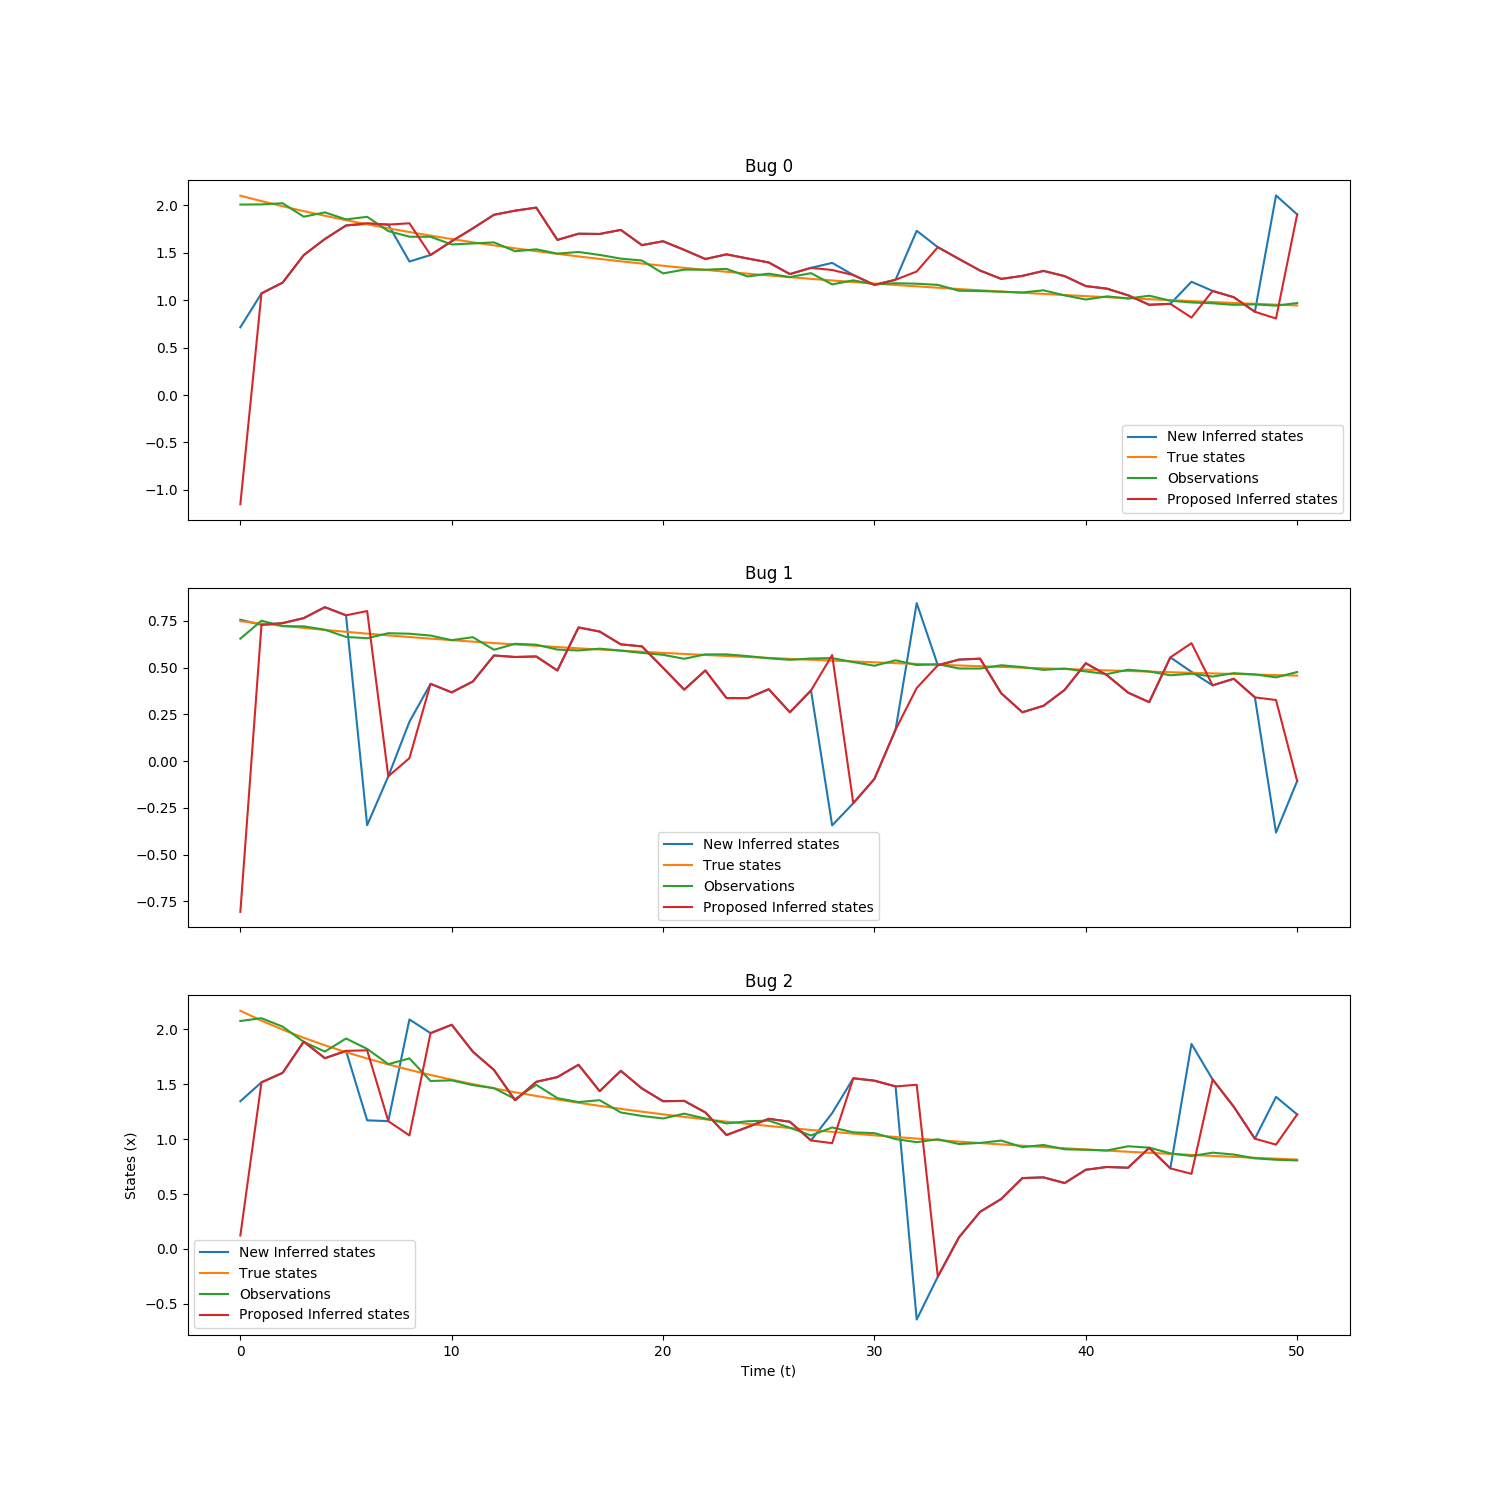 Bug 0
2.0
1.5
1.0
0.5
0.0
−0.5
−1.0
New Inferred states
True states
Observations
Proposed Inferred states
Bug 1
0.75
0.50
0.25
0.00
−0.25
−0.50
−0.75
New Inferred states
True states
Observations
Proposed Inferred states
Bug 2
States (x)
2.0
1.5
1.0
0.5
0.0
−0.5
New Inferred states
True states
Observations
Proposed Inferred states
0 10 20 30 40 50
Time (t)